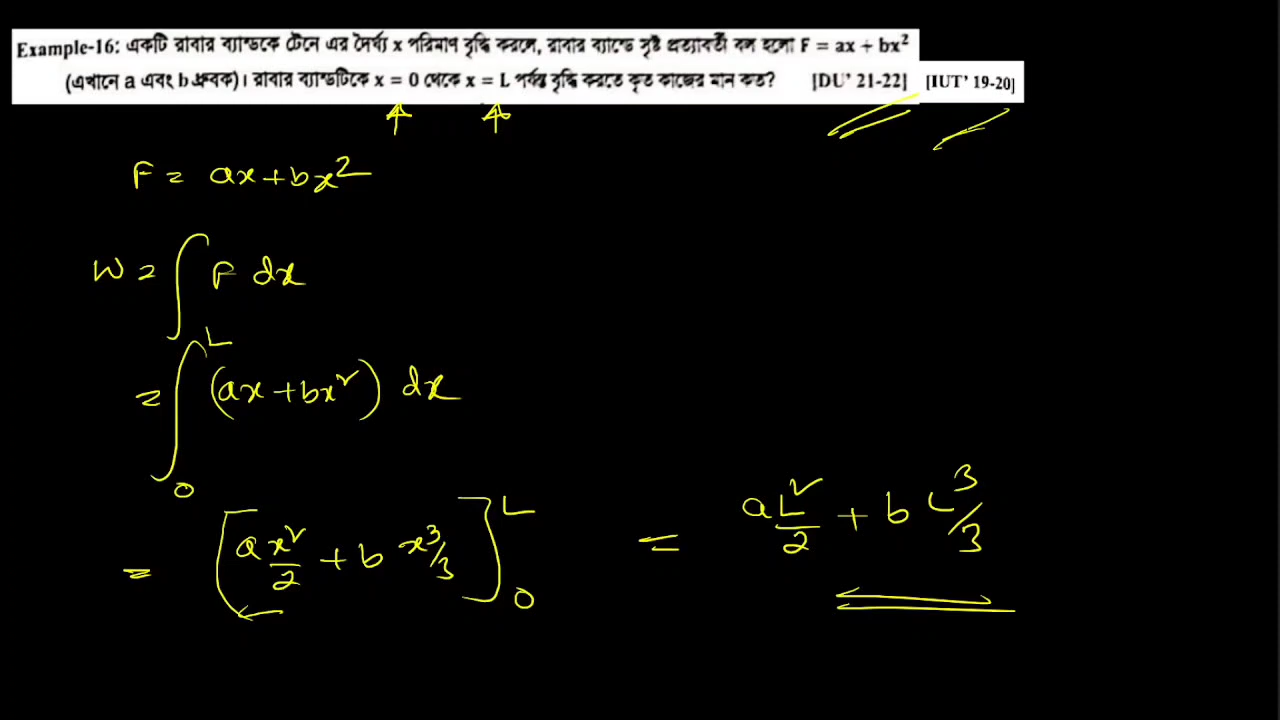 Example-16: একটি রাবার ব্যান্ডকে টেনে এর দৈর্ঘ্য x পরিমাণ বৃদ্ধি করলে, রাবার ব্যান্ডে সৃষ্ট প্রত্যাবর্তী বল হলো F = ax + bx²
(এখানে a এবং b ধ্রুবক)। রাবার ব্যান্ডটিকে x = 0 থেকে x = L পর্যন্ত বৃদ্ধি করতে কৃত কাজের মান কত? [DU' 21-22] [IUT' 19-20]
F = ax + bx²
W = ∫ F dx
= ∫₀ᴸ (ax + bx²) dx
= [a x²/2 + b x³/3]₀ᴸ = aL²/2 + b L³/3